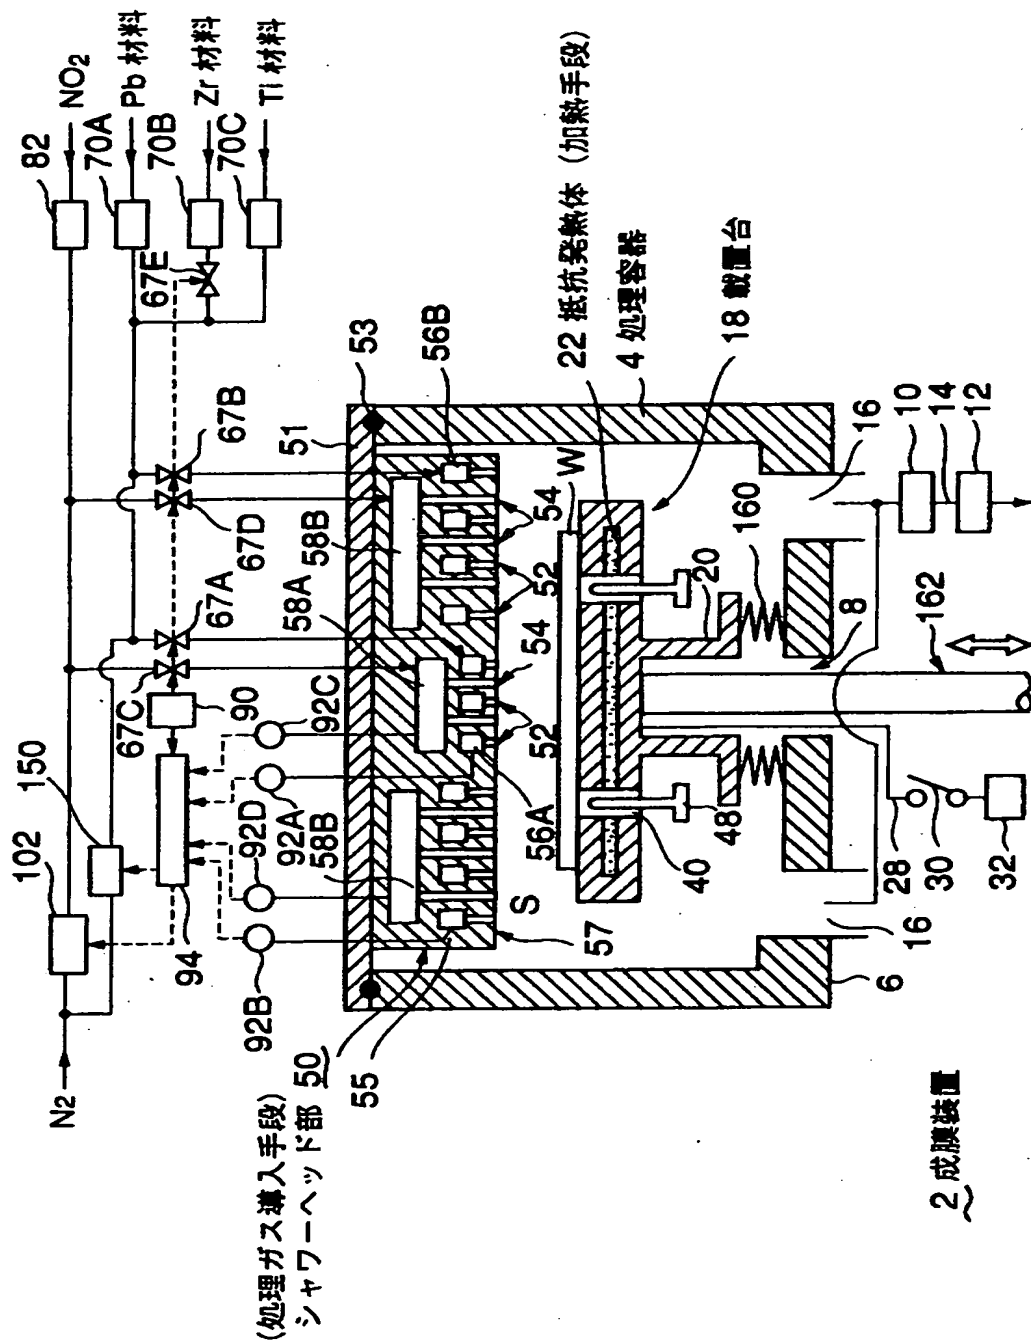 NO2
Pb 材料
Zr 材料
Ti 材料
82
70A
70B
70C
67E
67B
67D
67A
67C
90
150
102
94
N2
92C
92A
92D
92B
53
51
56B
58B
58A
58B
54
52
54
52
56A
S
57
W
22 抵抗発熱体 (加熱手段)
4 処理容器
18 載置台
160
20
8
162
16
10
14
12
48
40
28
30
32
16
6
(処理ガス導入手段)
シャワーヘッド部 50
55
2 成膜装置